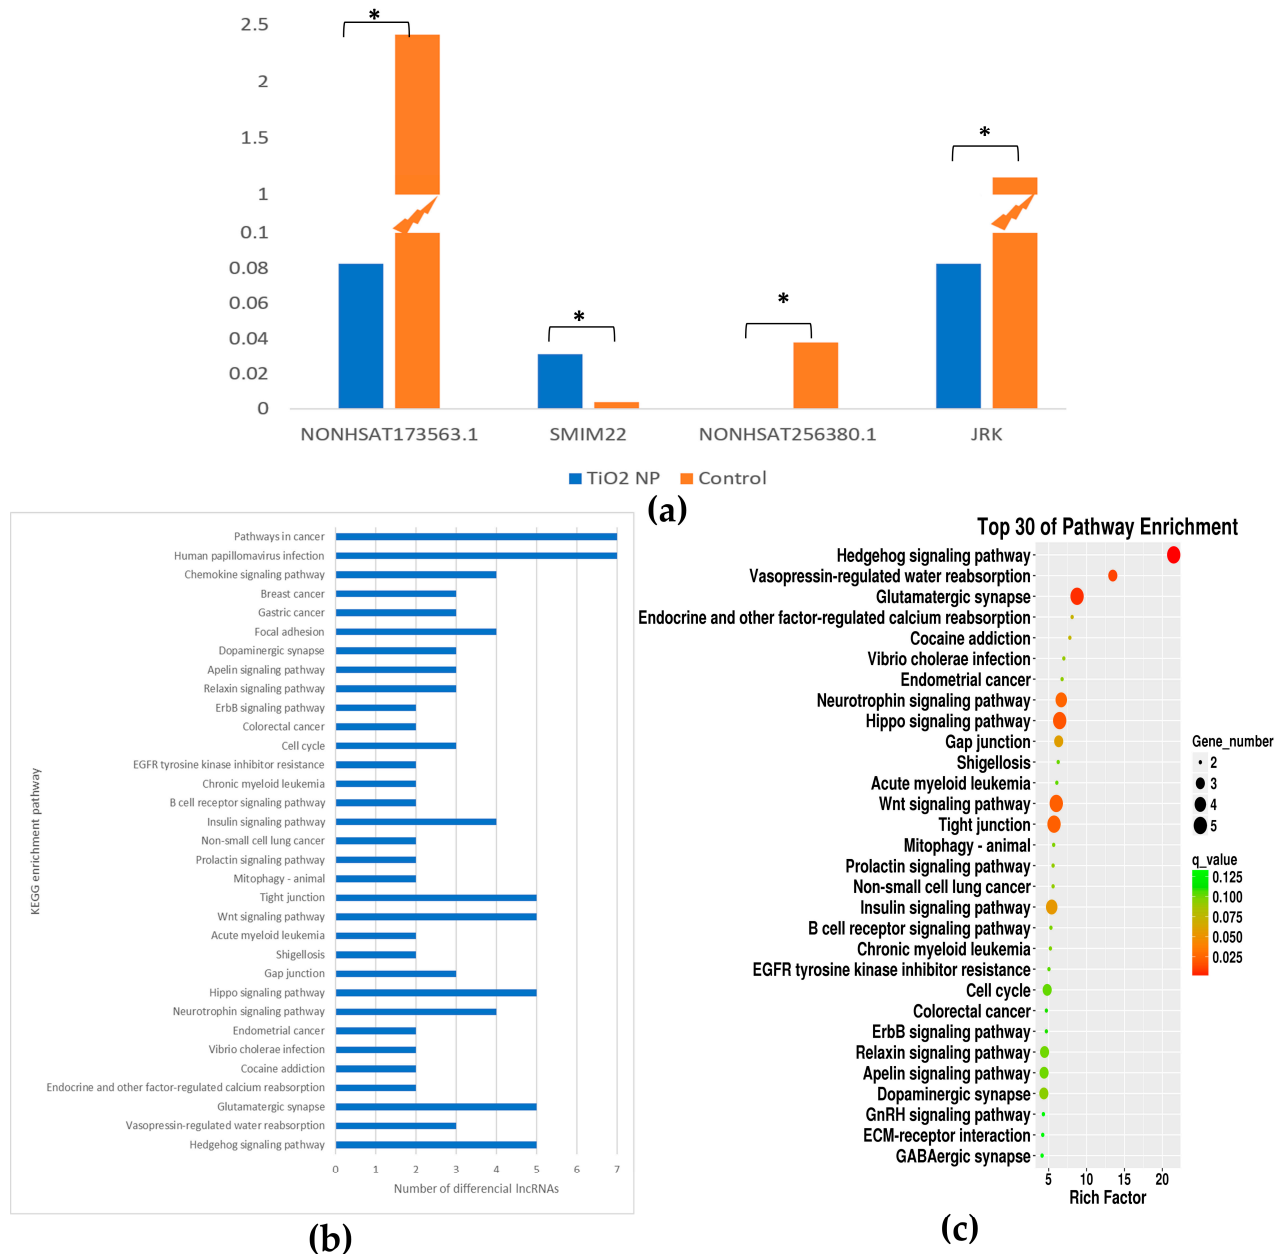 2.5
2
1.5
1
0.1
0.08
0.06
0.04
0.02
0
*
*
*
*
NONHSAT173563.1
SMIM22
NONHSAT256380.1
JRK
TiO2 NP
Control
(a)
KEGG enrichment pathway
Pathways in cancer
Human papillomavirus infection
Chemokine signaling pathway
Breast cancer
Gastric cancer
Focal adhesion
Dopaminergic synapse
Apelin signaling pathway
Relaxin signaling pathway
ErbB signaling pathway
Colorectal cancer
Cell cycle
EGFR tyrosine kinase inhibitor resistance
Chronic myeloid leukemia
B cell receptor signaling pathway
Insulin signaling pathway
Non-small cell lung cancer
Prolactin signaling pathway
Mitophagy - animal
Tight junction
Wnt signaling pathway
Acute myeloid leukemia
Shigellosis
Gap junction
Hippo signaling pathway
Neurotrophin signaling pathway
Endometrial cancer
Vibrio cholerae infection
Cocaine addiction
Endocrine and other factor-regulated calcium reabsorption
Glutamatergic synapse
Vasopressin-regulated water reabsorption
Hedgehog signaling pathway
0 1 2 3 4 5 6 7
Number of differencial lncRNAs
(b)
Top 30 of Pathway Enrichment
Hedgehog signaling pathway
Vasopressin-regulated water reabsorption
Glutamatergic synapse
Endocrine and other factor-regulated calcium reabsorption
Cocaine addiction
Vibrio cholerae infection
Endometrial cancer
Neurotrophin signaling pathway
Hippo signaling pathway
Gap junction
Shigellosis
Acute myeloid leukemia
Wnt signaling pathway
Tight junction
Mitophagy - animal
Prolactin signaling pathway
Non-small cell lung cancer
Insulin signaling pathway
B cell receptor signaling pathway
Chronic myeloid leukemia
EGFR tyrosine kinase inhibitor resistance
Cell cycle
Colorectal cancer
ErbB signaling pathway
Relaxin signaling pathway
Apelin signaling pathway
Dopaminergic synapse
GnRH signaling pathway
ECM-receptor interaction
GABAergic synapse
5 10 15 20
Rich Factor
Gene_number
2
3
4
5
q_value
0.125
0.100
0.075
0.050
0.025
(c)